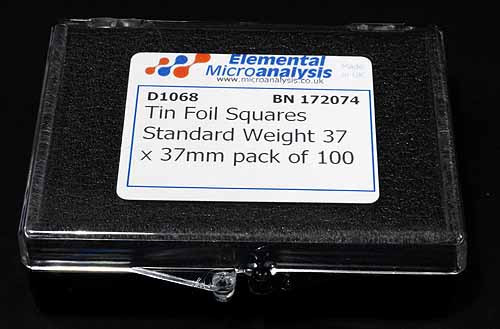 Elemental
Microanalysis
www.microanalysis.co.uk
Made
in UK
D1068 BN 172074
Tin Foil Squares
Standard Weight 37
x 37mm pack of 100